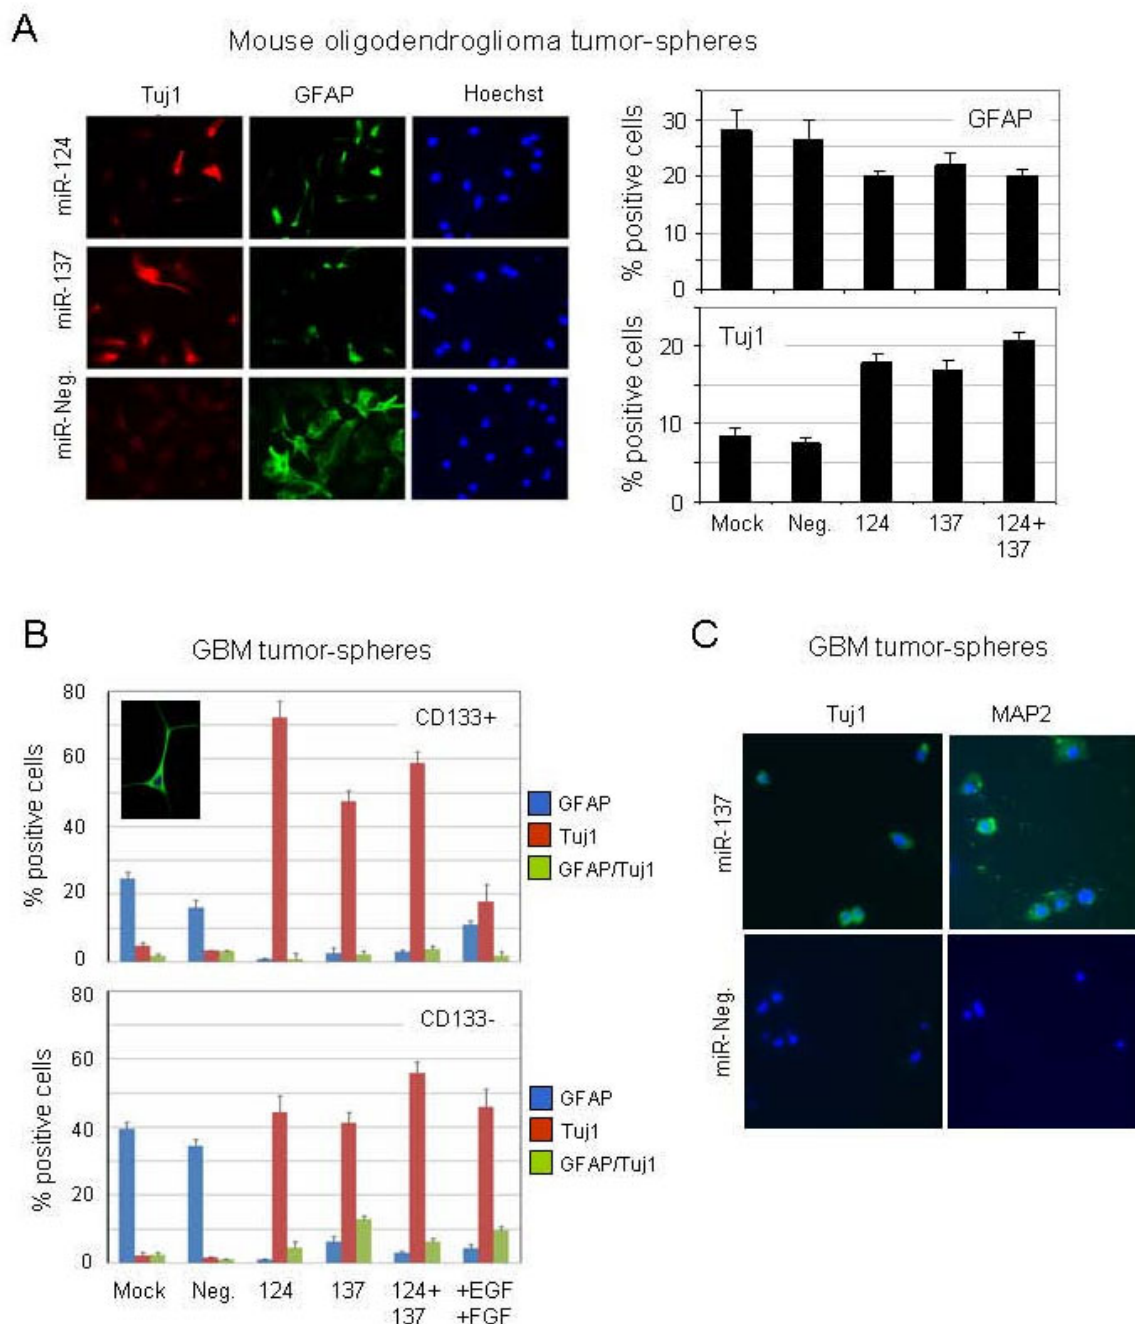 A
Mouse oligodendroglioma tumor-spheres
Tuj1 GFAP Hoechst
miR-124
miR-137
miR-Neg.
% positive cells
30
20
10
0
GFAP
% positive cells
20
10
0
Tuj1
Mock Neg. 124 137 124+
137
B
GBM tumor-spheres
% positive cells
80
60
40
20
0
CD133+
GFAP
Tuj1
GFAP/Tuj1
% positive cells
80
60
40
20
0
CD133-
GFAP
Tuj1
GFAP/Tuj1
Mock Neg. 124 137 124+ +EGF
137 +FGF
C
GBM tumor-spheres
Tuj1 MAP2
miR-137
miR-Neg.